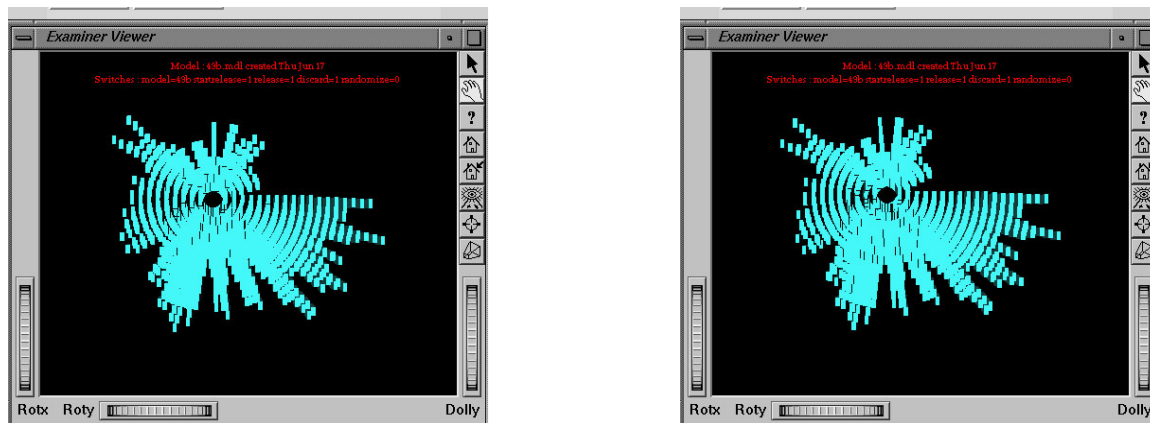 Examiner Viewer
Model : 49b.mdl created Thu Jun 17
Switches : model=49b startrelease=1 release=1 discard=1 randomize=0
?
Rotx Roty Dolly
Examiner Viewer
Model : 49b.mdl created Thu Jun 17
Switches : model=49b startrelease=1 release=1 discard=1 randomize=0
?
Rotx Roty Dolly